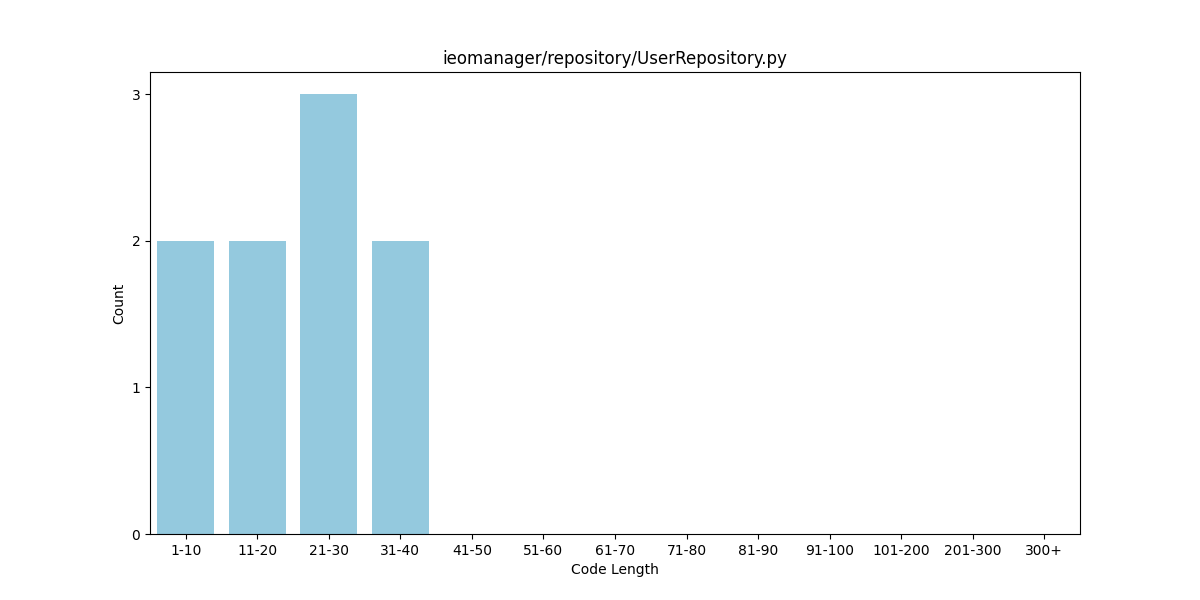 ieomanager/repository/UserRepository.py
3
2
1
0
Count
1-10 11-20 21-30 31-40 41-50 51-60 61-70 71-80 81-90 91-100 101-200 201-300 300+
Code Length